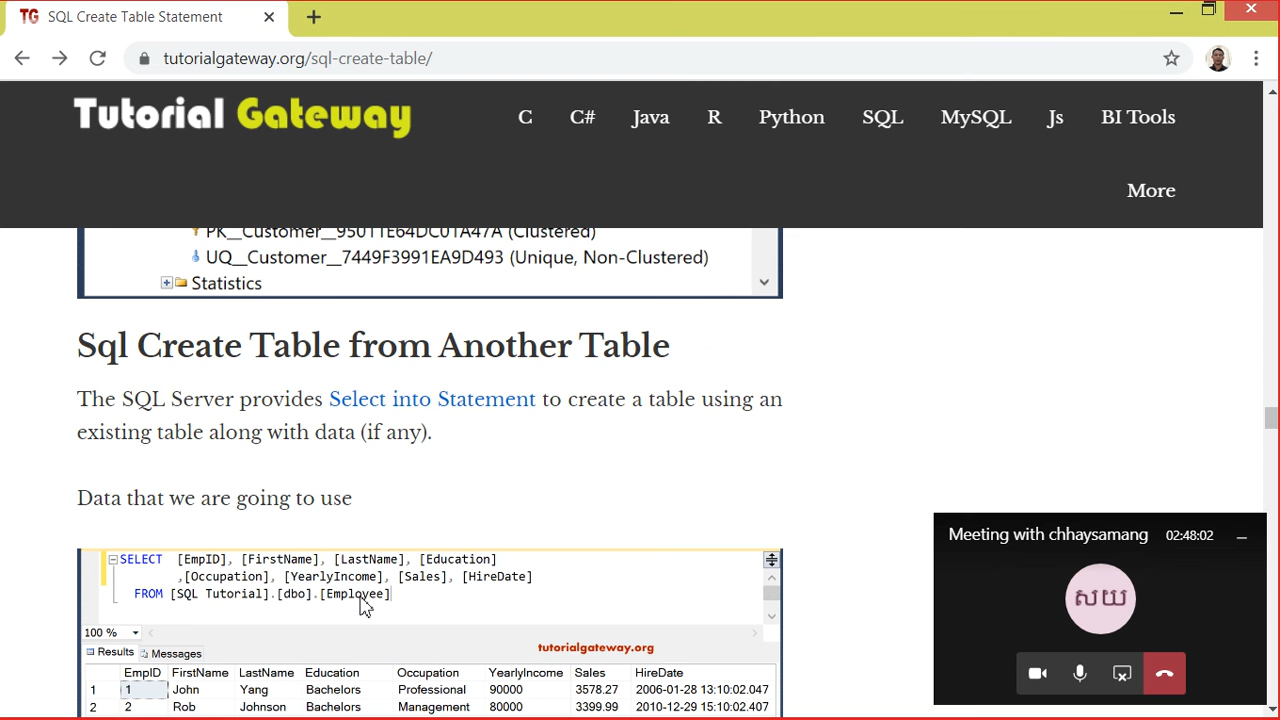 SQL Create Table Statement
tutorialgateway.org/sql-create-table/
Tutorial Gateway
C C# Java R Python SQL MySQL Js BI Tools
More
PK__Customer__95011E64DC01A47A (Clustered)
UQ__Customer__7449F3991EA9D493 (Unique, Non-Clustered)
Statistics
Sql Create Table from Another Table
The SQL Server provides Select into Statement to create a table using an
existing table along with data (if any).
Data that we are going to use
SELECT [EmpID], [FirstName], [LastName], [Education]
,[Occupation], [YearlyIncome], [Sales], [HireDate]
FROM [SQL Tutorial].[dbo].[Employee]
100 %
Results Messages
tutorialgateway.org
EmpID FirstName LastName Education Occupation YearlyIncome Sales HireDate
1 1 John Yang Bachelors Professional 90000 3578.27 2006-01-28 13:10:02.047
2 2 Rob Johnson Bachelors Management 80000 3399.99 2010-12-29 15:10:02.407
Meeting with chhaysamang 02:48:02
សយ